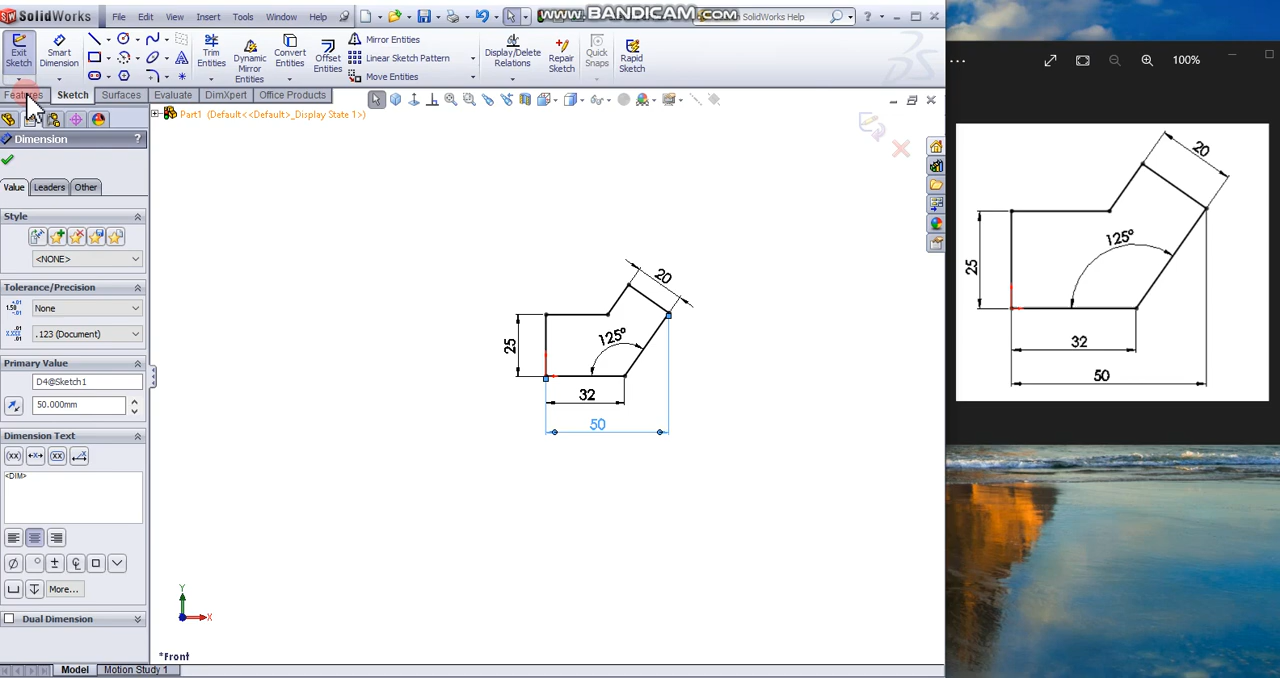 SolidWorks File Edit View Insert Tools Window Help www.BANDICAM.com SolidWorks Help ?
Exit Sketch
Smart Dimension
Trim Entities
Dynamic Mirror Entities
Convert Entities
Offset Entities
Mirror Entities
Linear Sketch Pattern
Move Entities
Display/Delete Relations
Repair Sketch
Quick Snaps
Rapid Sketch
Features Sketch Surfaces Evaluate DimXpert Office Products
Part1 (Default<<Default>_Display State 1>)
Dimension ?
Value Leaders Other
Style
<NONE>
Tolerance/Precision
None
.123 (Document)
Primary Value
D4@Sketch1
50.000mm
Dimension Text
<DIM>
More...
Dual Dimension
20
125°
25
32
50
Y
X
*Front
Model Motion Study 1
100%
20
125°
25
32
50